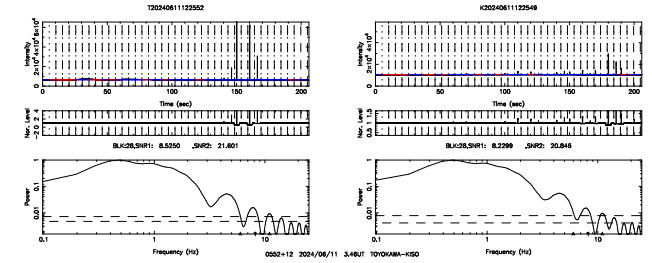 T20240611122552
K20240611122549
Intensity
2×10⁴ 4×10⁴ 6×10⁴
0
0 50 100 150 200
Time (sec)
Intensity
2×10⁴ 4×10⁴
0
0 50 100 150 200
Time (sec)
Nor. Level
-2 0 2 4
Nor. Level
0.5 1 1.5
BLK:28,SNR1: 8.5250 ,SNR2: 21.601
BLK:28,SNR1: 8.2299 ,SNR2: 20.846
Power
1
0.1
0.01
0.1 1 10
Frequency (Hz)
Power
1
0.1
0.01
0.1 1 10
Frequency (Hz)
0552+12 2024/06/11 3.46UT TOYOKAWA-KISO